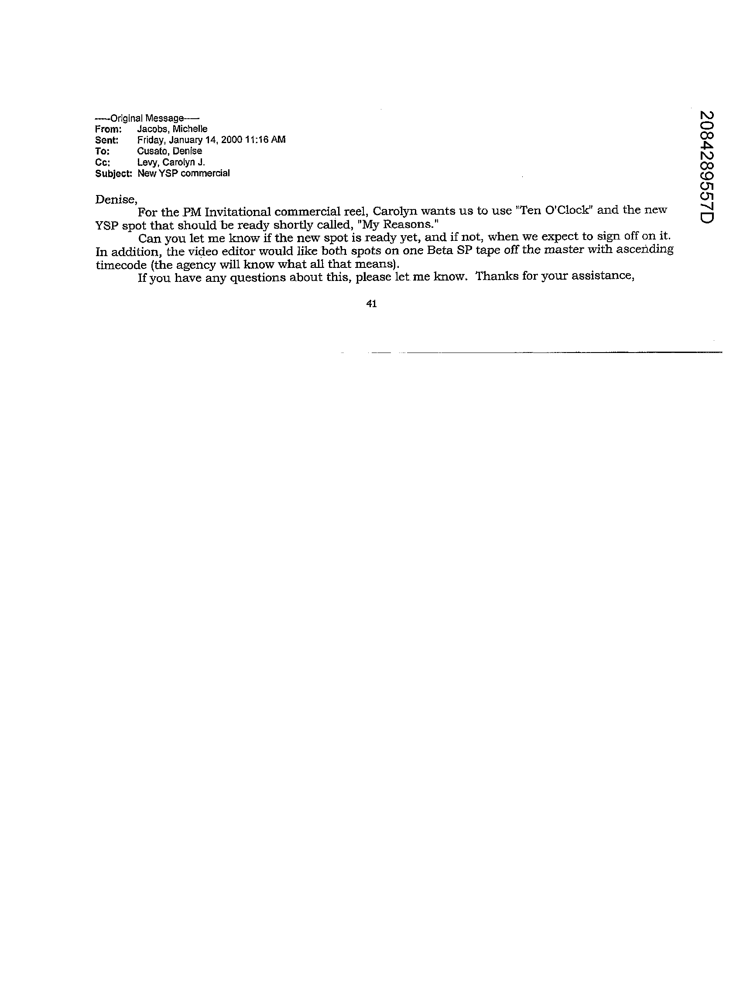 -----Original Message-----
From: Jacobs, Michelle
Sent: Friday, January 14, 2000 11:16 AM
To: Cusato, Denise
Cc: Levy, Carolyn J.
Subject: New YSP commercial
Denise,
For the PM Invitational commercial reel, Carolyn wants us to use "Ten O'Clock" and the new
YSP spot that should be ready shortly called, "My Reasons."
Can you let me know if the new spot is ready yet, and if not, when we expect to sign off on it.
In addition, the video editor would like both spots on one Beta SP tape off the master with ascending
timecode (the agency will know what all that means).
If you have any questions about this, please let me know. Thanks for your assistance,
41
2084289557D